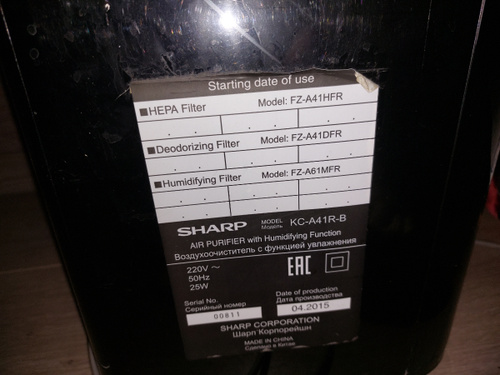 Starting date of use
■HEPA Filter Model: FZ-A41HFR
■Deodorizing Filter Model: FZ-A41DFR
■Humidifying Filter Model: FZ-A61MFR
SHARP MODEL Модель KC-A41R-B
AIR PURIFIER with Humidifying Function
Воздухоочиститель с функцией увлажнения
220V ~
50Hz
25W
EAC
Serial No.
Серийный номер
00811
Date of production
Дата производства
04.2015
SHARP CORPORATION
Шарп Корпорейшн
MADE IN CHINA
Сделано в Китае